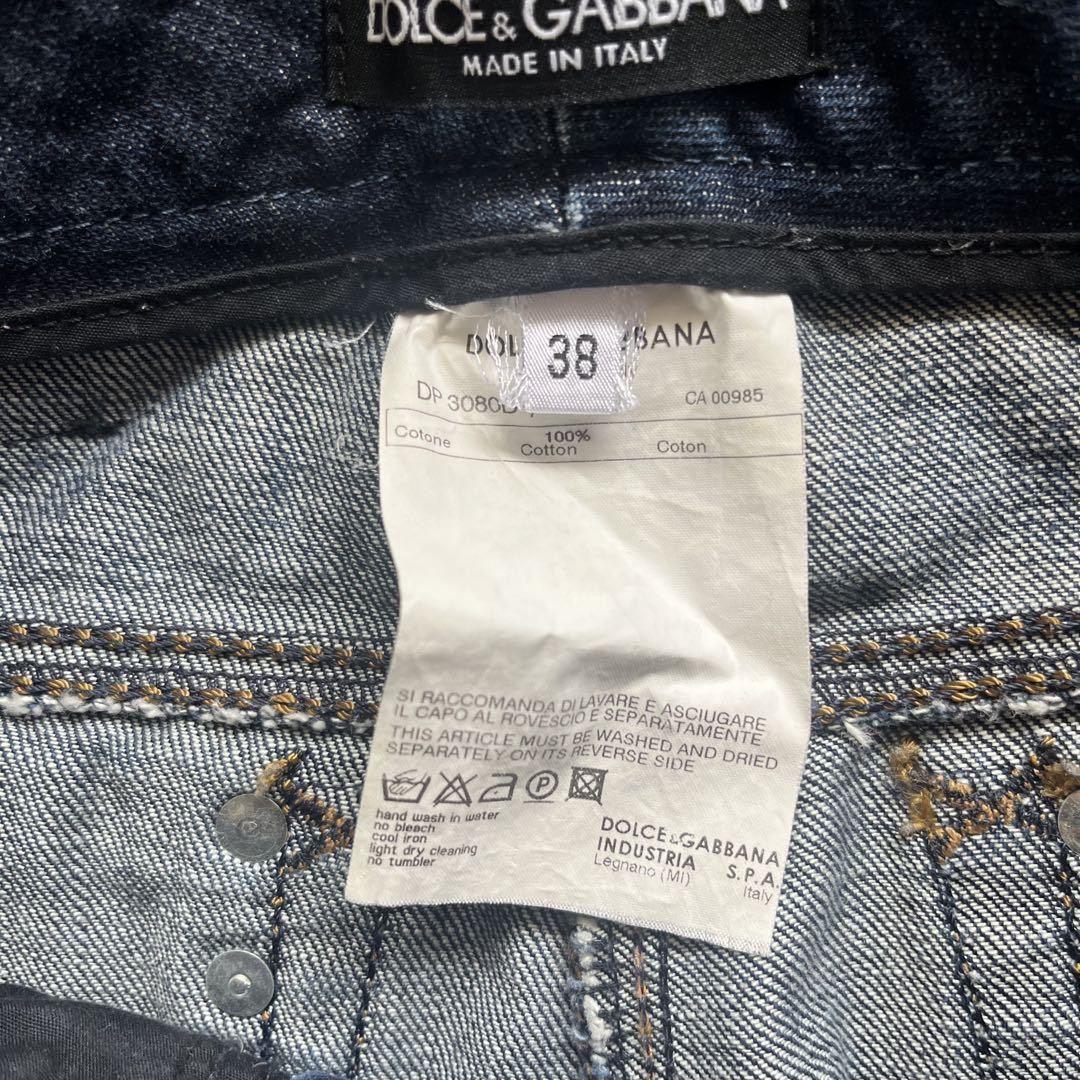 DOLCE & GABBANA
MADE IN ITALY
38
CA 00985
100%
Cotone Cotton Coton
SI RACCOMANDA DI LAVARE E ASCIUGARE
IL CAPO AL ROVESCIO E SEPARATAMENTE
THIS ARTICLE MUST BE WASHED AND DRIED
SEPARATELY ON ITS REVERSE SIDE
hand wash in water
no bleach
cool iron
light dry cleaning
no tumbler
DOLCE&GABBANA
INDUSTRIA S.P.A.
Legnano (MI) Italy